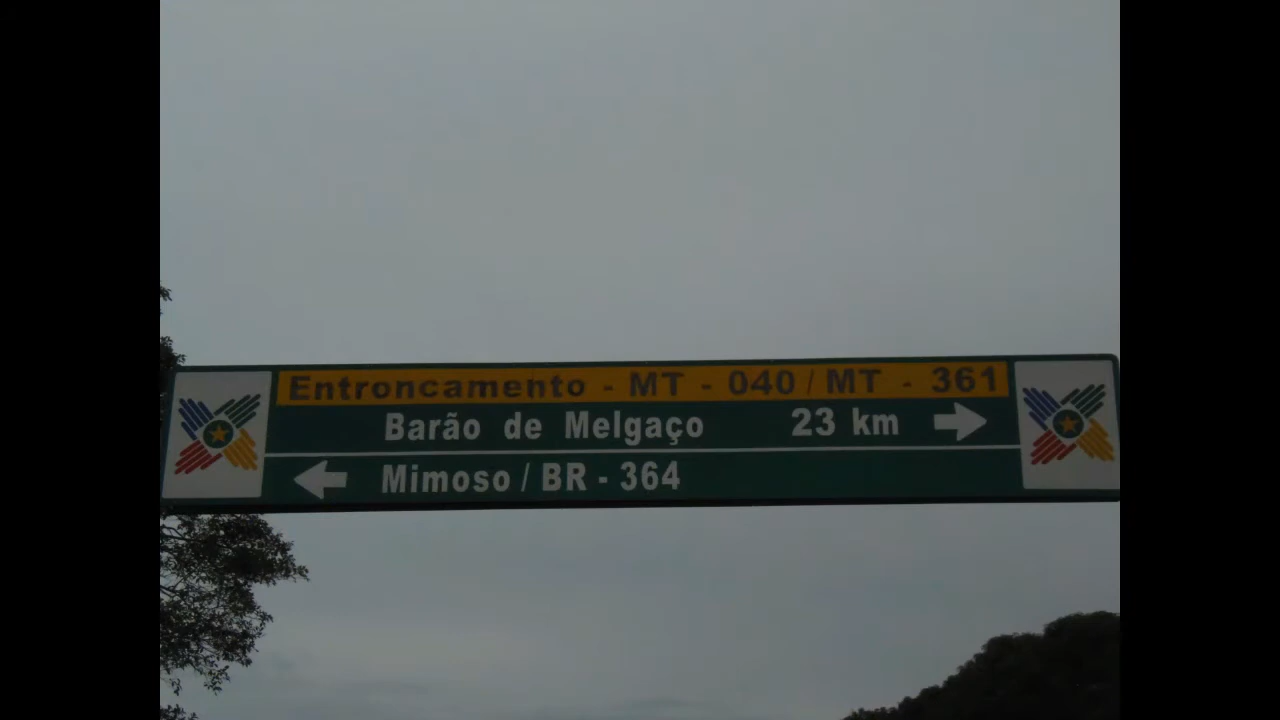 Entroncamento - MT - 040 / MT - 361
Barão de Melgaço 23 km
Mimoso / BR - 364